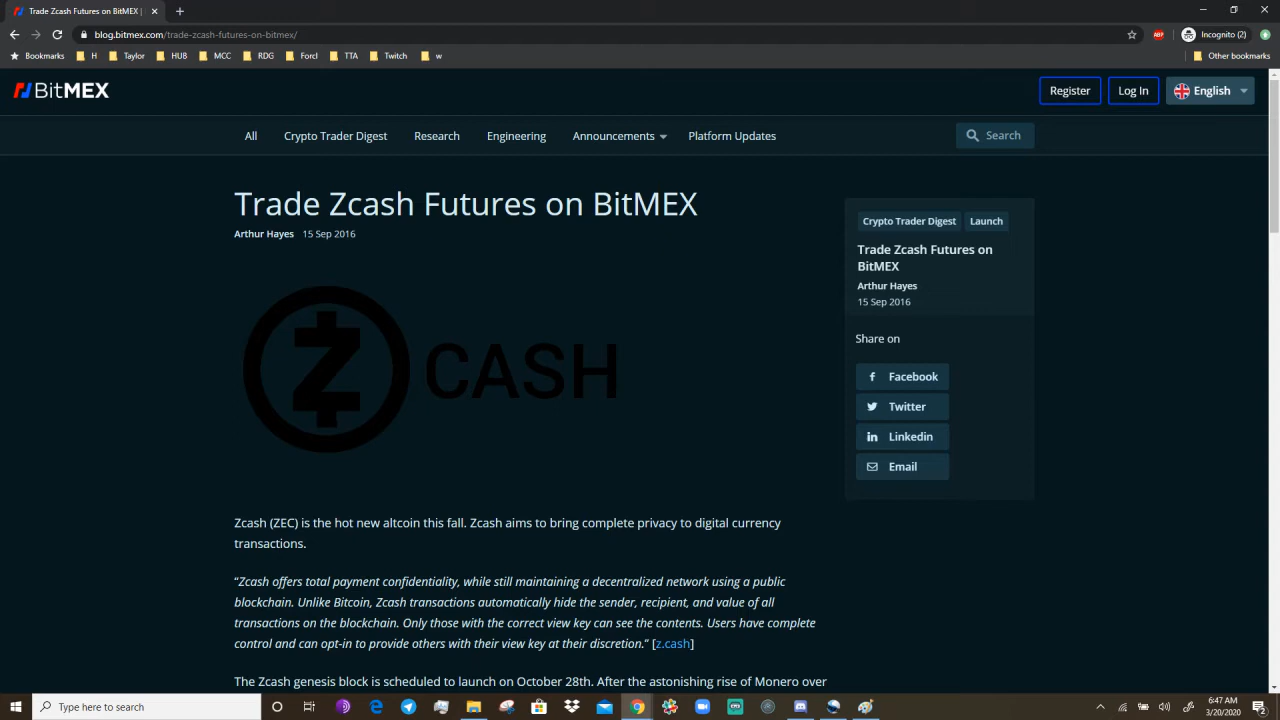 Trade Zcash Futures on BitMEX |
blog.bitmex.com/trade-zcash-futures-on-bitmex/
ABP
Incognito (2)
Bookmarks H Taylor HUB MCC RDG Forcl TTA Twitch w Other bookmarks
BitMEX
Register Log In English
All Crypto Trader Digest Research Engineering Announcements Platform Updates Search
Trade Zcash Futures on BitMEX
Arthur Hayes 15 Sep 2016
ZCASH
Crypto Trader Digest Launch
Trade Zcash Futures on
BitMEX
Arthur Hayes
15 Sep 2016
Share on
Facebook
Twitter
Linkedin
Email
Zcash (ZEC) is the hot new altcoin this fall. Zcash aims to bring complete privacy to digital currency
transactions.
“Zcash offers total payment confidentiality, while still maintaining a decentralized network using a public
blockchain. Unlike Bitcoin, Zcash transactions automatically hide the sender, recipient, and value of all
transactions on the blockchain. Only those with the correct view key can see the contents. Users have complete
control and can opt-in to provide others with their view key at their discretion.” [z.cash]
The Zcash genesis block is scheduled to launch on October 28th. After the astonishing rise of Monero over
Type here to search
6:47 AM
3/20/2020
2